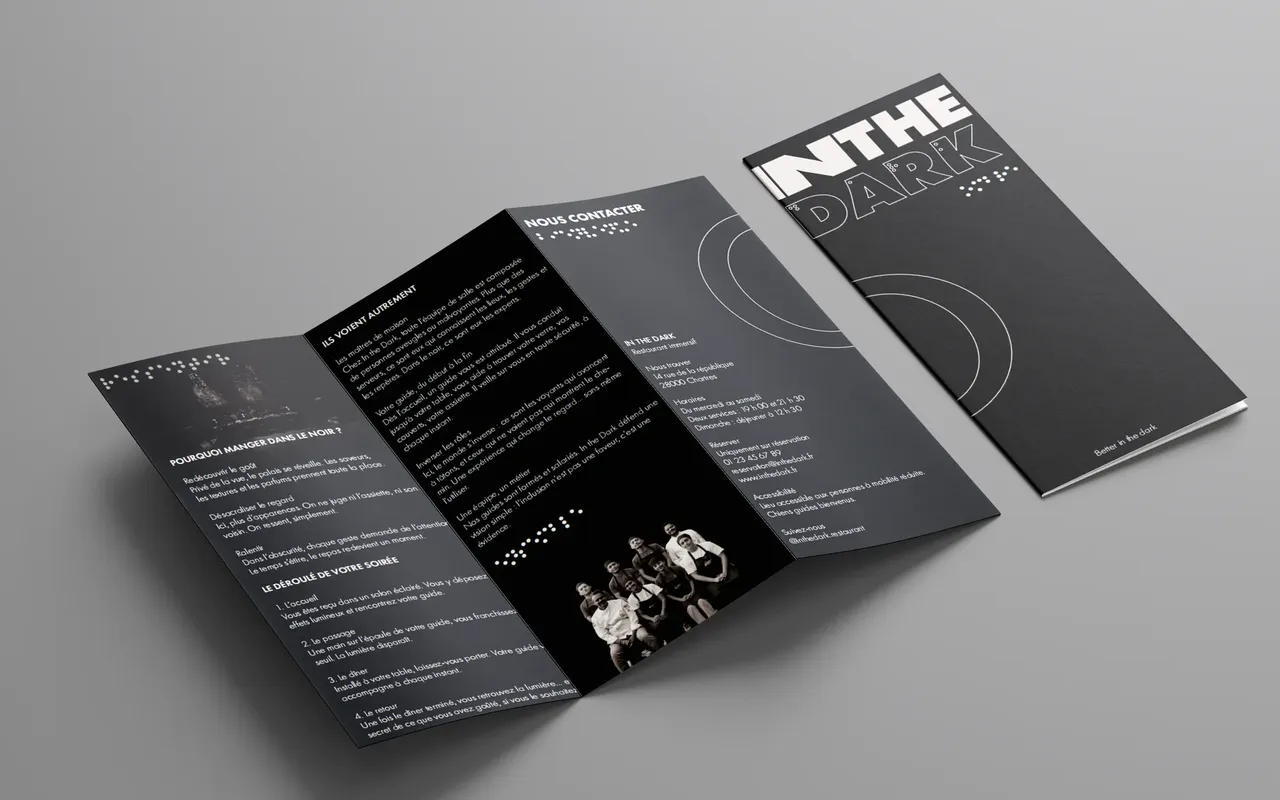 POURQUOI MANGER DANS LE NOIR ?
Redécouvrir le goût
Privé de la vue, le palais se réveille. Les saveurs,
les textures et les parfums prennent toute la place.
Désacraliser le regard
Ici, plus d'apparences. On ne juge ni l'assiette, ni son
voisin. On ressent, simplement.
Ralentir
Dans l'obscurité, chaque geste demande de l'attention
Le temps s'étire, le repas redevient un moment.
LE DÉROULÉ DE VOTRE SOIRÉE
1. L'accueil
Vous êtes reçu dans un salon éclairé. Vous y déposez
effets lumineux et rencontrez votre guide.
2. Le passage
Une main sur l'épaule de votre guide, vous franchissez
seuil. La lumière disparaît.
3. Le dîner
Installé à votre table, laissez-vous porter. Votre guide v
accompagne à chaque instant.
4. Le retour
Une fois le dîner terminé, vous retrouvez la lumière... e
secret de ce que vous avez goûté, si vous le souhaitez
ILS VOIENT AUTREMENT
Les maîtres de maison
Chez In the Dark, toute l'équipe de salle est composée
de personnes aveugles ou malvoyantes. Plus que des
serveurs, ce sont eux qui connaissent les lieux, les gestes et
les repères. Dans le noir, ce sont eux les experts.
Votre guide, du début à la fin
Dès l'accueil, un guide vous est attribué. Il vous conduit
jusqu'à votre table, vous aide à trouver votre verre, vos
couverts, votre assiette. Il veille sur vous en toute sécurité, à
chaque instant.
Inverser les rôles
Ici, le monde s'inverse : ce sont les voyants qui avancent
à tâtons, et ceux qui ne voient pas qui montrent le che-
min. Une expérience qui change le regard... sans même
l'utiliser.
Une équipe, un métier
Nos guides sont formés et salariés. In the Dark défend une
vision simple : l'inclusion n'est pas une faveur, c'est une
évidence.
NOUS CONTACTER
IN THE DARK
Restaurant immersif
Nous trouver
14 rue de la république
28000 Chartres
Horaires
Du mercredi au samedi
Deux services : 19 h 00 et 21 h 30
Dimanche : déjeuner à 12 h 30
Réserver
Uniquement sur réservation
01 23 45 67 89
reservation@inthedark.fr
www.inthedark.fr
Accessibilité
Lieu accessible aux personnes à mobilité réduite.
Chiens guides bienvenus.
Suivez-nous
@inthedark.restaurant
INTHE
DARK
Better in the dark